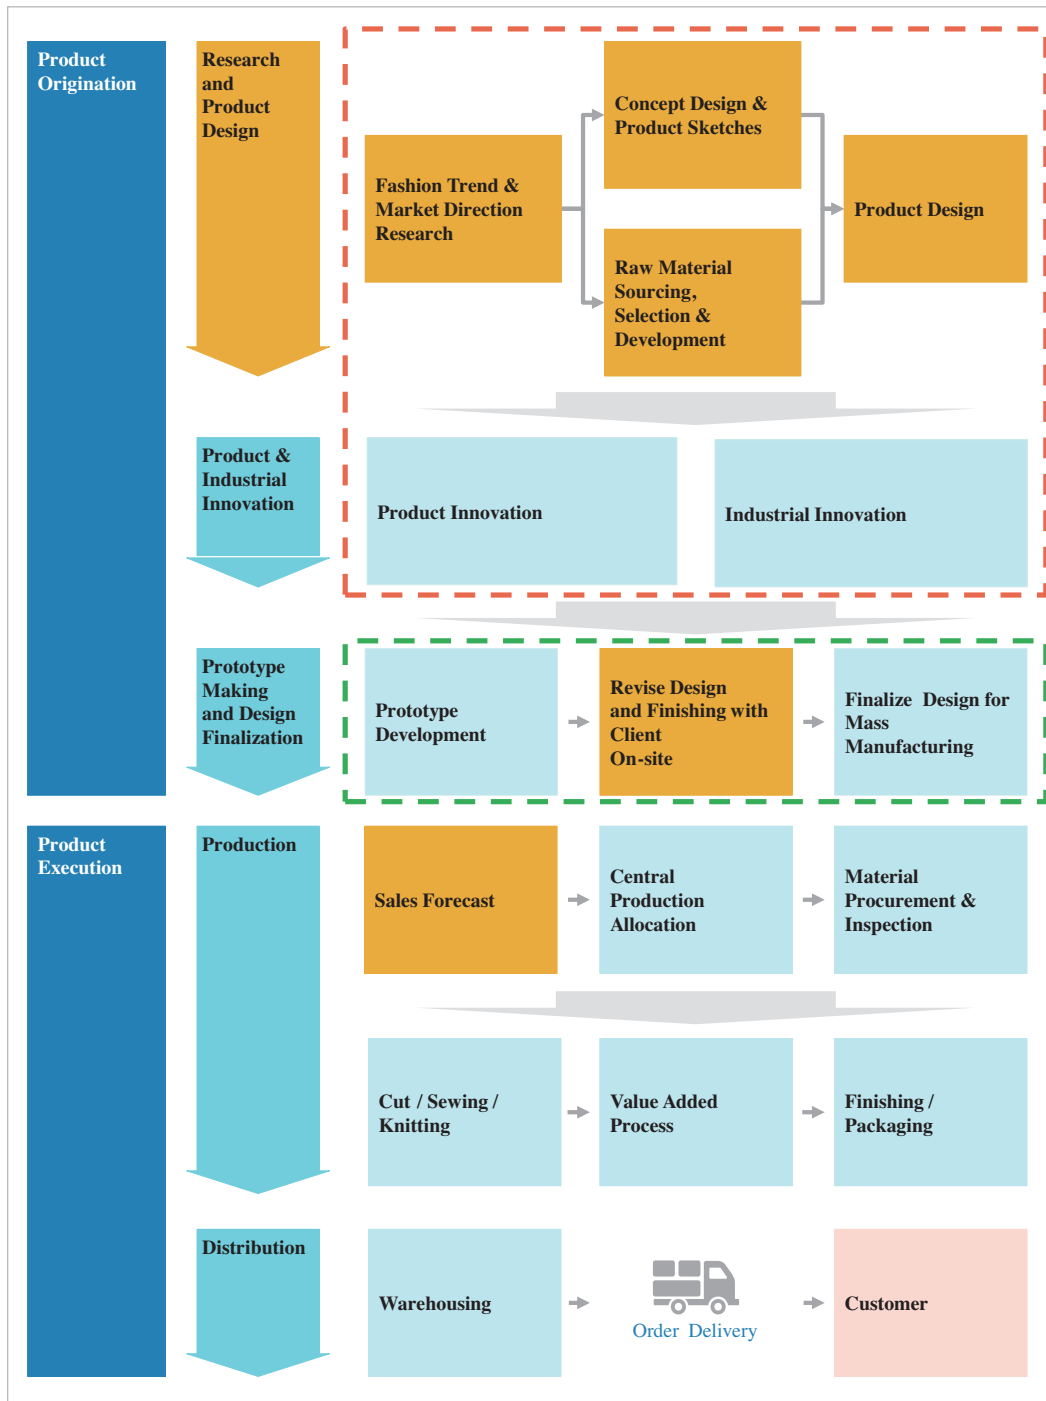 Product
Origination
Research
and
Product
Design
Fashion Trend &
Market Direction
Research
Concept Design &
Product Sketches
Raw Material
Sourcing,
Selection &
Development
Product Design
Product &
Industrial
Innovation
Product Innovation
Industrial Innovation
Prototype
Making
and Design
Finalization
Prototype
Development
Revise Design
and Finishing with
Client
On-site
Finalize Design for
Mass
Manufacturing
Product
Execution
Production
Sales Forecast
Central
Production
Allocation
Material
Procurement &
Inspection
Cut / Sewing /
Knitting
Value Added
Process
Finishing /
Packaging
Distribution
Warehousing
Order Delivery
Customer